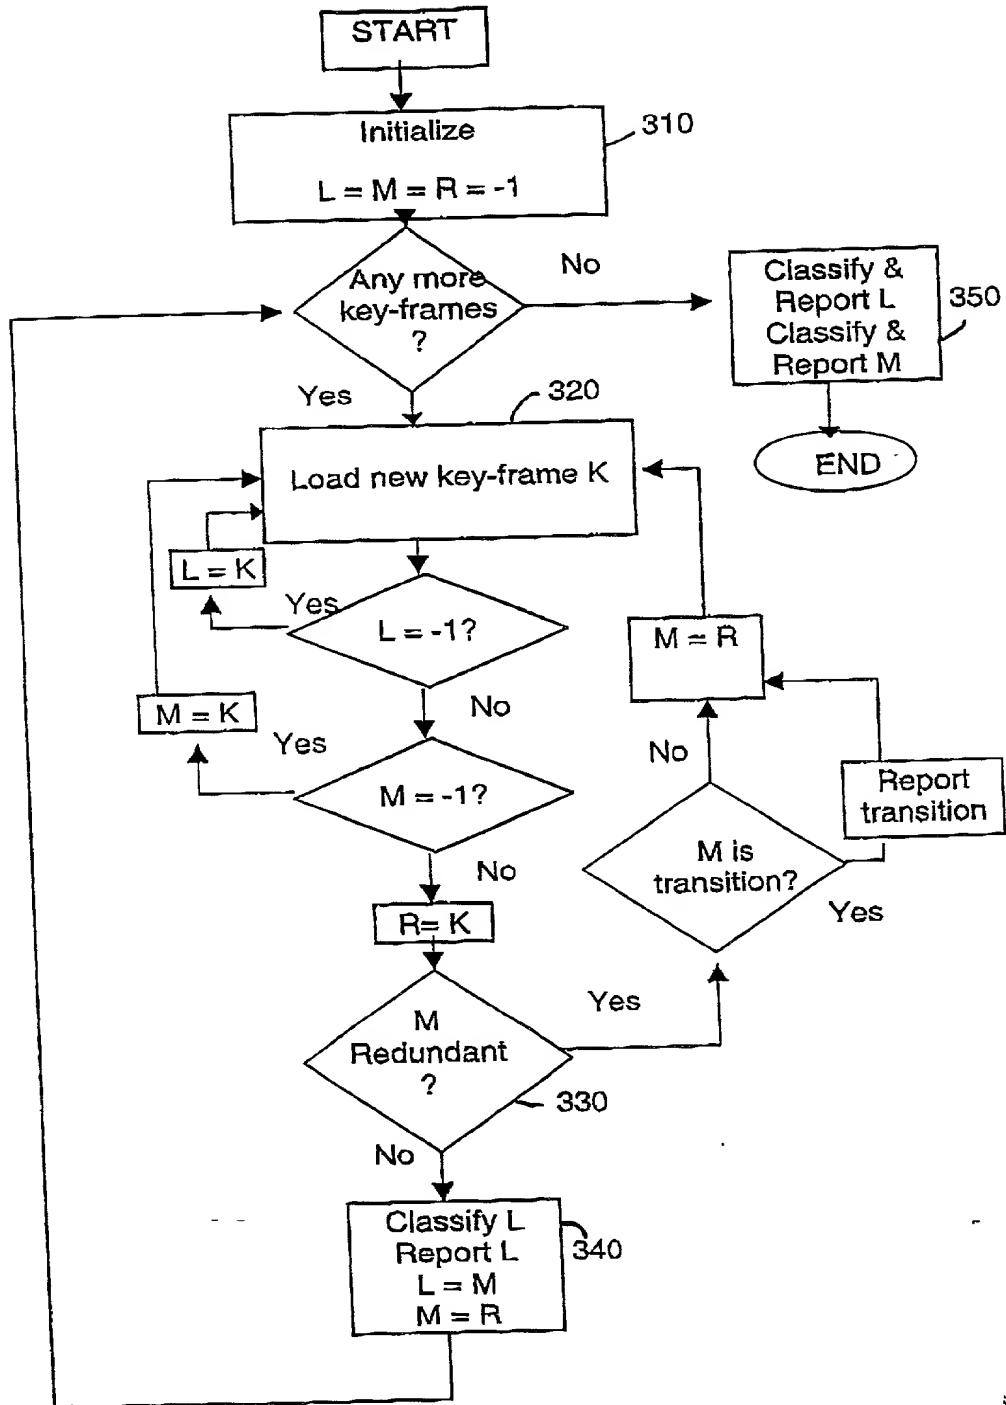 START
Initialize
L = M = R = -1
310
Any more
key-frames
?
No
Classify &
Report L
Classify &
Report M
350
END
Yes
320
Load new key-frame K
L = K
Yes
L = -1?
No
M = K
Yes
M = -1?
No
R= K
M
Redundant
?
330
Yes
M is
transition?
No
Yes
Report
transition
M = R
No
Classify L
Report L
L = M
M = R
340